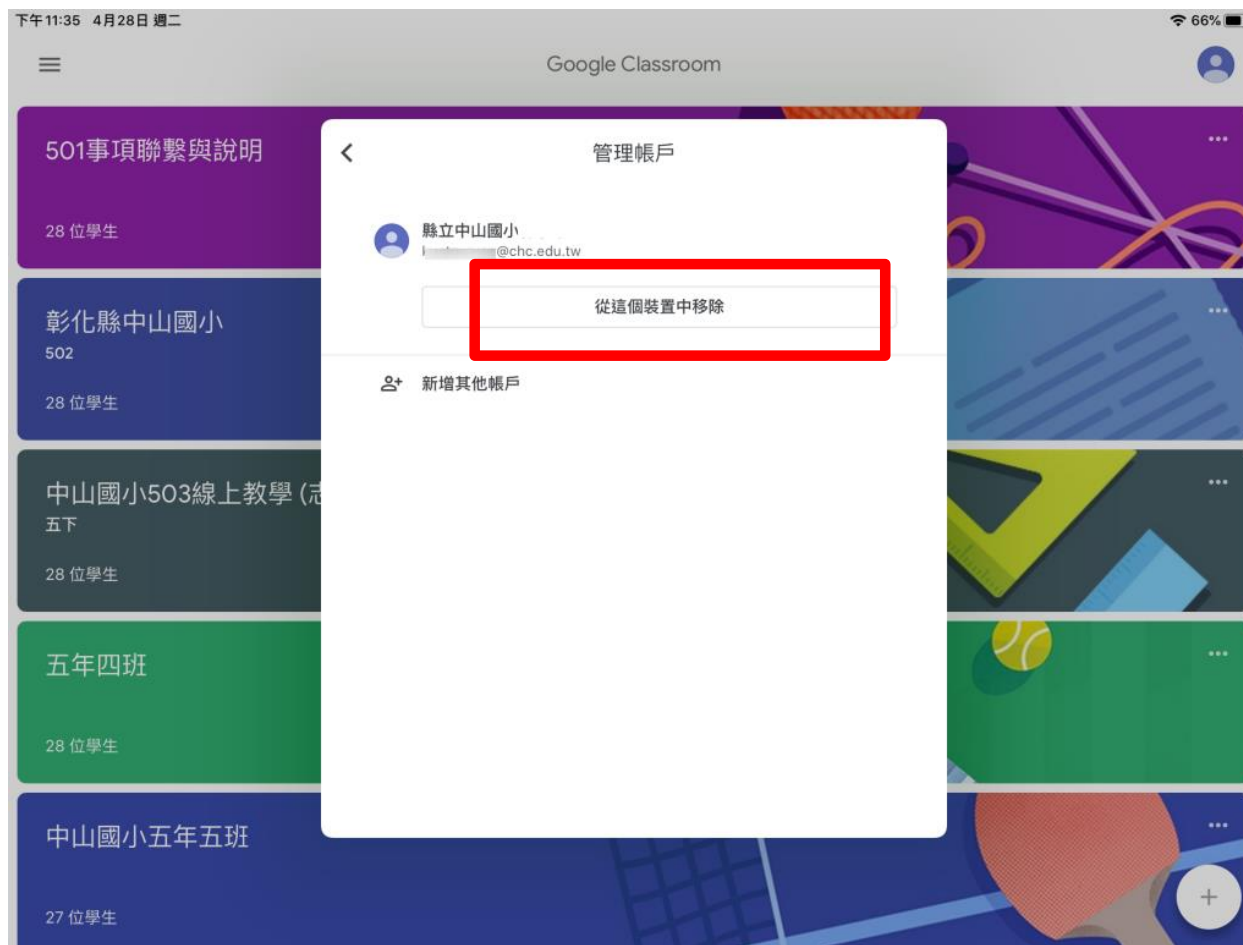 下午11:35 4月28日 週二
66%
Google Classroom
501事項聯繫與說明
28 位學生
管理帳戶
縣立中山國小
@chc.edu.tw
從這個裝置中移除
新增其他帳戶
彰化縣中山國小
502
28 位學生
中山國小503線上教學 (志
五下
28 位學生
五年四班
28 位學生
中山國小五年五班
27 位學生